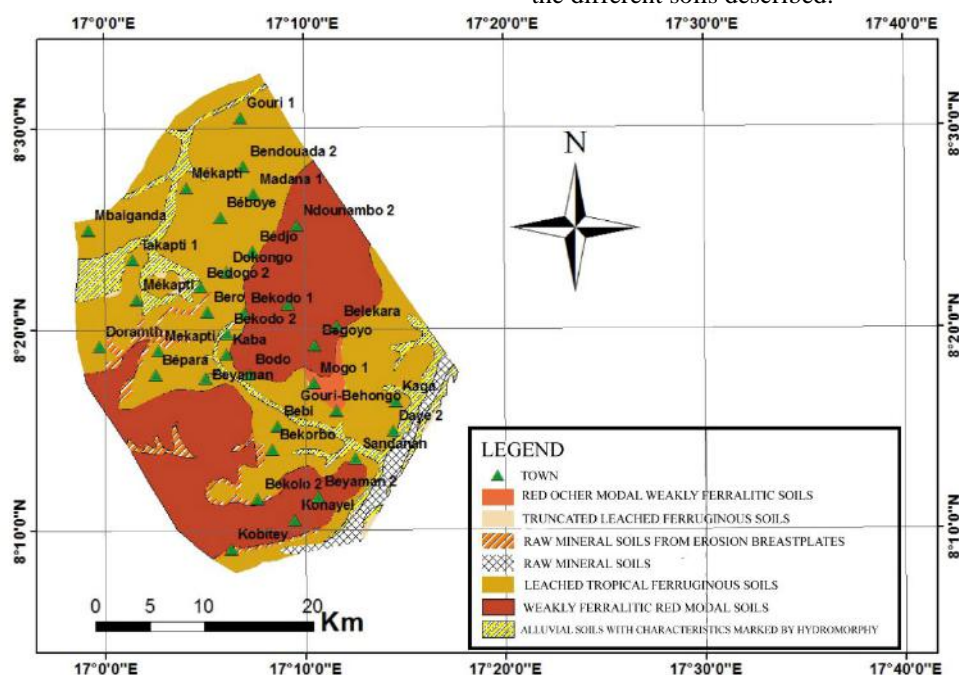 the different soils described.
17°0'0"E 17°10'0"E 17°20'0"E 17°30'0"E 17°40'0"E
8°30'0"N 8°30'0"N
8°20'0"N 8°20'0"N
8°10'0"N 8°10'0"N
N
Gouri 1
Bendouada 2
Mékapti
Madana 1
Béboye
Ndounambo 2
Mbaiganda
Bedjo
Takapti 1
Dokongo
Bedogo 2
Mékapti
Bero
Bekodo 1
Belekara
Doramth
Mekapti
Bekodo 2
Begoyo
Kaba
Bépara
Bodo
Mogo 1
Beyaman
Kaga
Gouri-Behongo
Bebi
Daye 2
Bekorbo
Sandanan
Bekolo 2
Beyaman 2
Konayel
Kobitey
0 5 10 20
Km
LEGEND
TOWN
RED OCHER MODAL WEAKLY FERRALITIC SOILS
TRUNCATED LEACHED FERRUGINOUS SOILS
RAW MINERAL SOILS FROM EROSION BREASTPLATES
RAW MINERAL SOILS
LEACHED TROPICAL FERRUGINOUS SOILS
WEAKLY FERRALITIC RED MODAL SOILS
ALLUVIAL SOILS WITH CHARACTERISTICS MARKED BY HYDROMORPHY
17°0'0"E 17°10'0"E 17°20'0"E 17°30'0"E 17°40'0"E